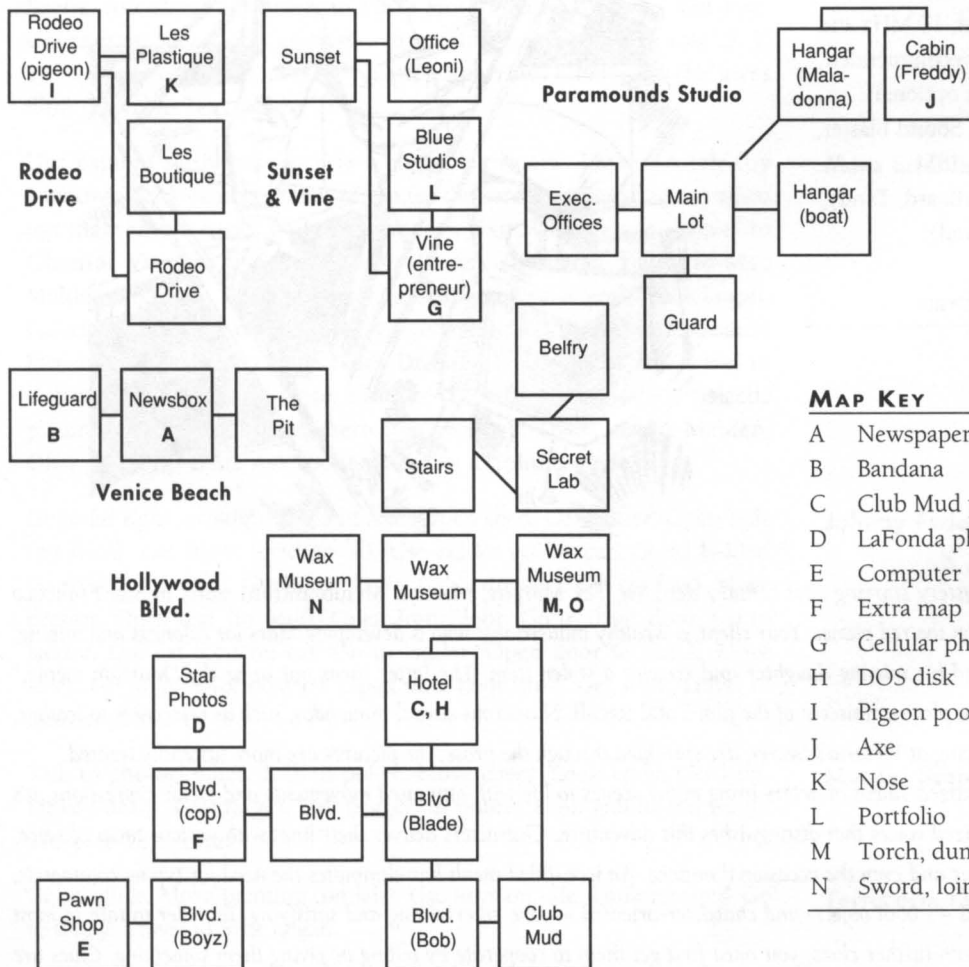 Rodeo
Drive
(pigeon)
I
Les
Plastique
K
Les
Boutique
Rodeo
Drive
Rodeo
Drive
Sunset
Office
(Leoni)
Blue
Studios
L
Vine
(entre-
preneur)
G
Sunset
& Vine
Paramounds Studio
Hangar
(Mala-
donna)
Cabin
(Freddy)
J
Exec.
Offices
Main
Lot
Hangar
(boat)
Guard
Belfry
Stairs
Secret
Lab
Lifeguard
B
Newsbox
A
The
Pit
Venice Beach
Hollywood
Blvd.
Wax
Museum
N
Wax
Museum
Wax
Museum
M, O
Star
Photos
D
Hotel
C, H
Blvd.
(cop)
F
Blvd.
Blvd
(Blade)
Pawn
Shop
E
Blvd.
(Boyz)
Blvd.
(Bob)
Club
Mud
MAP KEY
A Newspaper
B Bandana
C Club Mud
D LaFonda ph
E Computer
F Extra map
G Cellular ph
H DOS disk
I Pigeon poo
J Axe
K Nose
L Portfolio
M Torch, dun
N Sword, loin